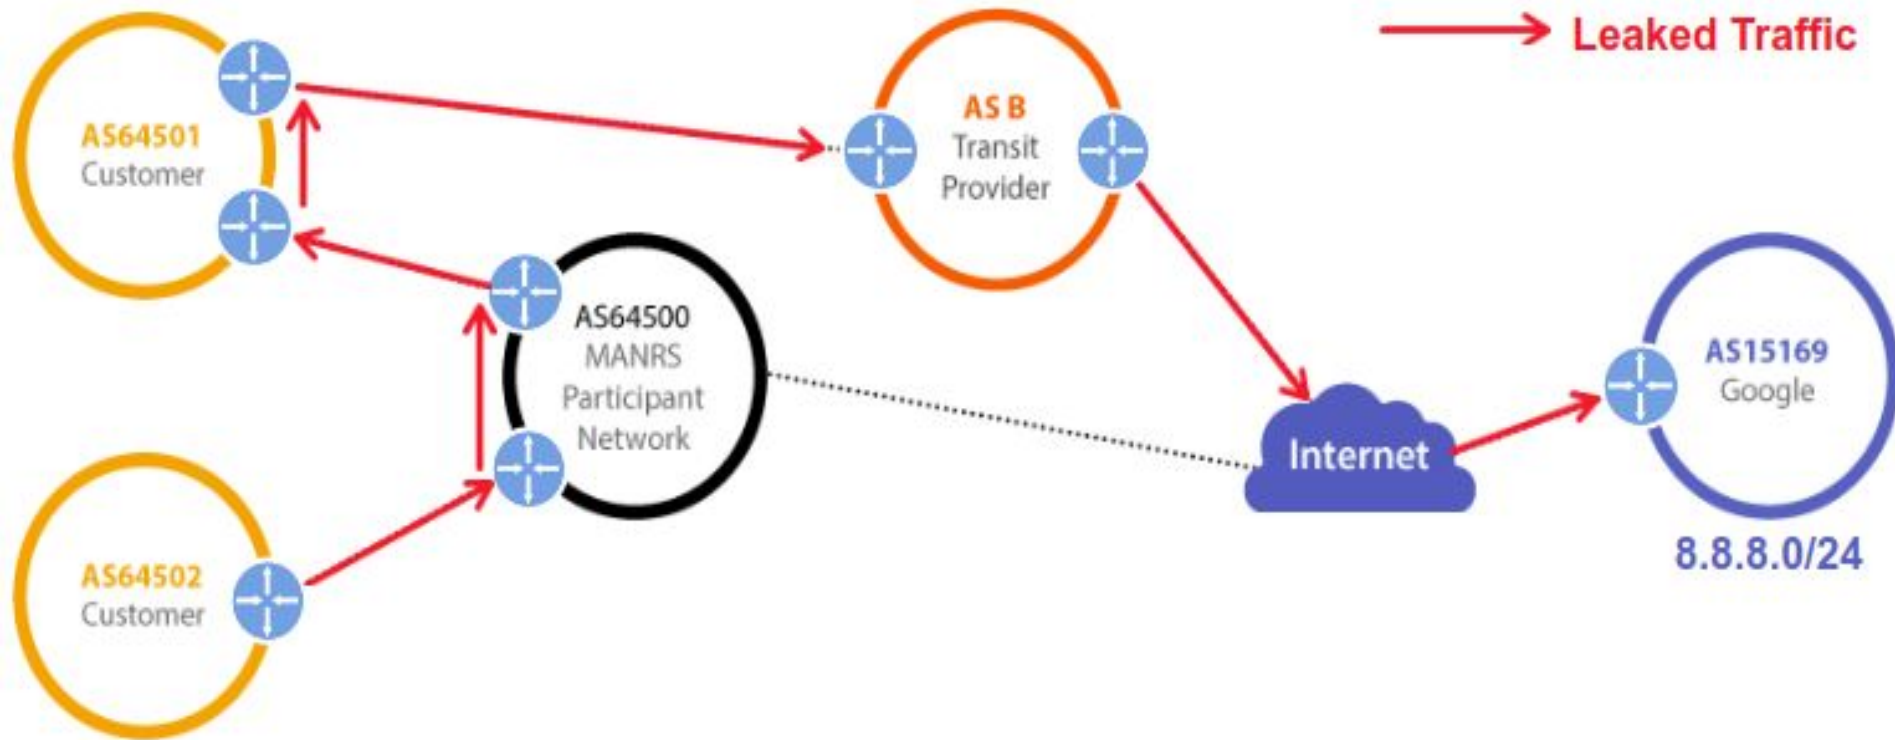 Leaked Traffic
AS64501
Customer
AS B
Transit
Provider
AS64500
MANRS
Participant
Network
Internet
AS15169
Google
8.8.8.0/24
AS64502
Customer